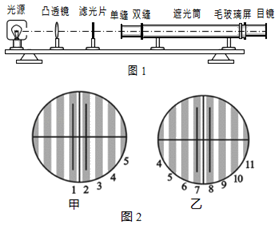 光源 凸透镜 滤光片 单缝 双缝 遮光筒 毛玻璃屏 目镜
图 1
1 2 3 4 5
4 5 6 7 8 9 10 11
甲 乙
图 2